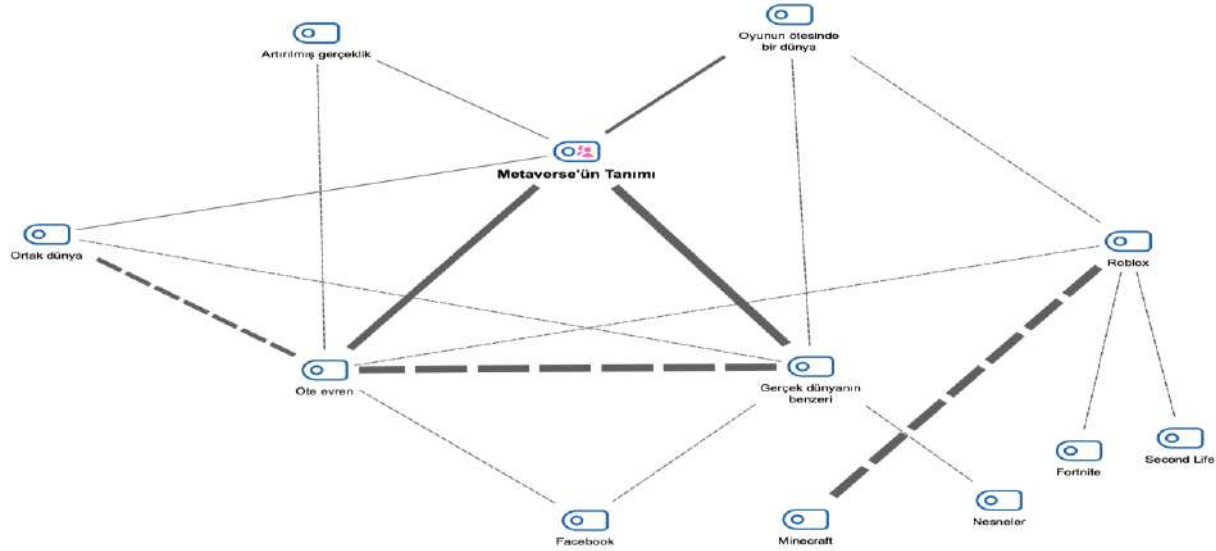 Artırılmış gerçeklik
Oyunun ötesinde
bir dünya
Metaverse'ün Tanımı
Ortak dünya
Roblox
Öte evren
Gerçek dünyanın
benzeri
Fortnite
Second Life
Nesneler
Facebook
Minecraft